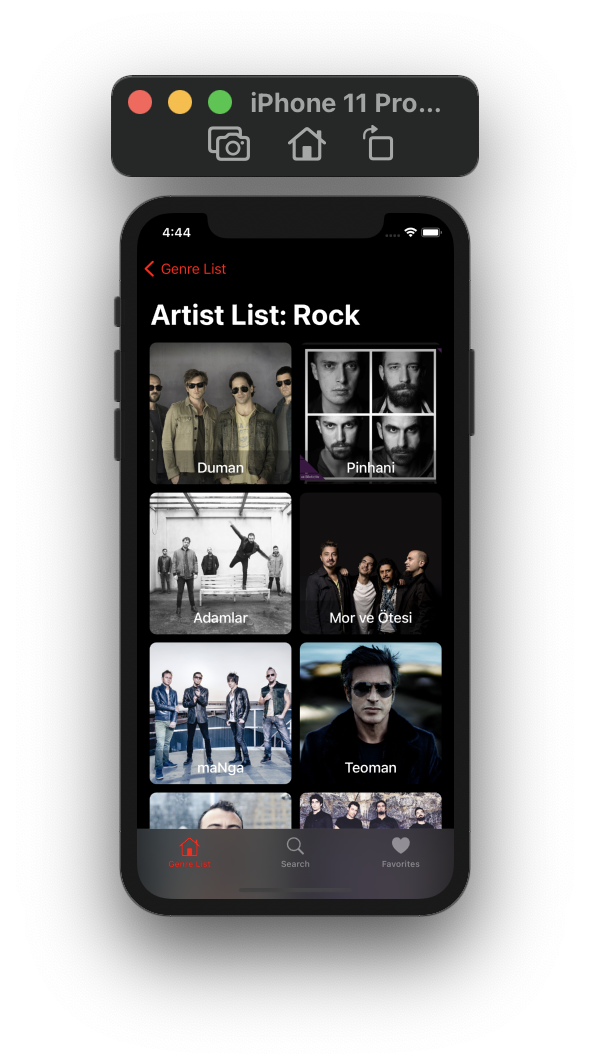 iPhone 11 Pro...
4:44
Genre List
Artist List: Rock
Duman
Pinhani
Adamlar
Mor ve Ötesi
maNga
Teoman
Genre List
Search
Favorites